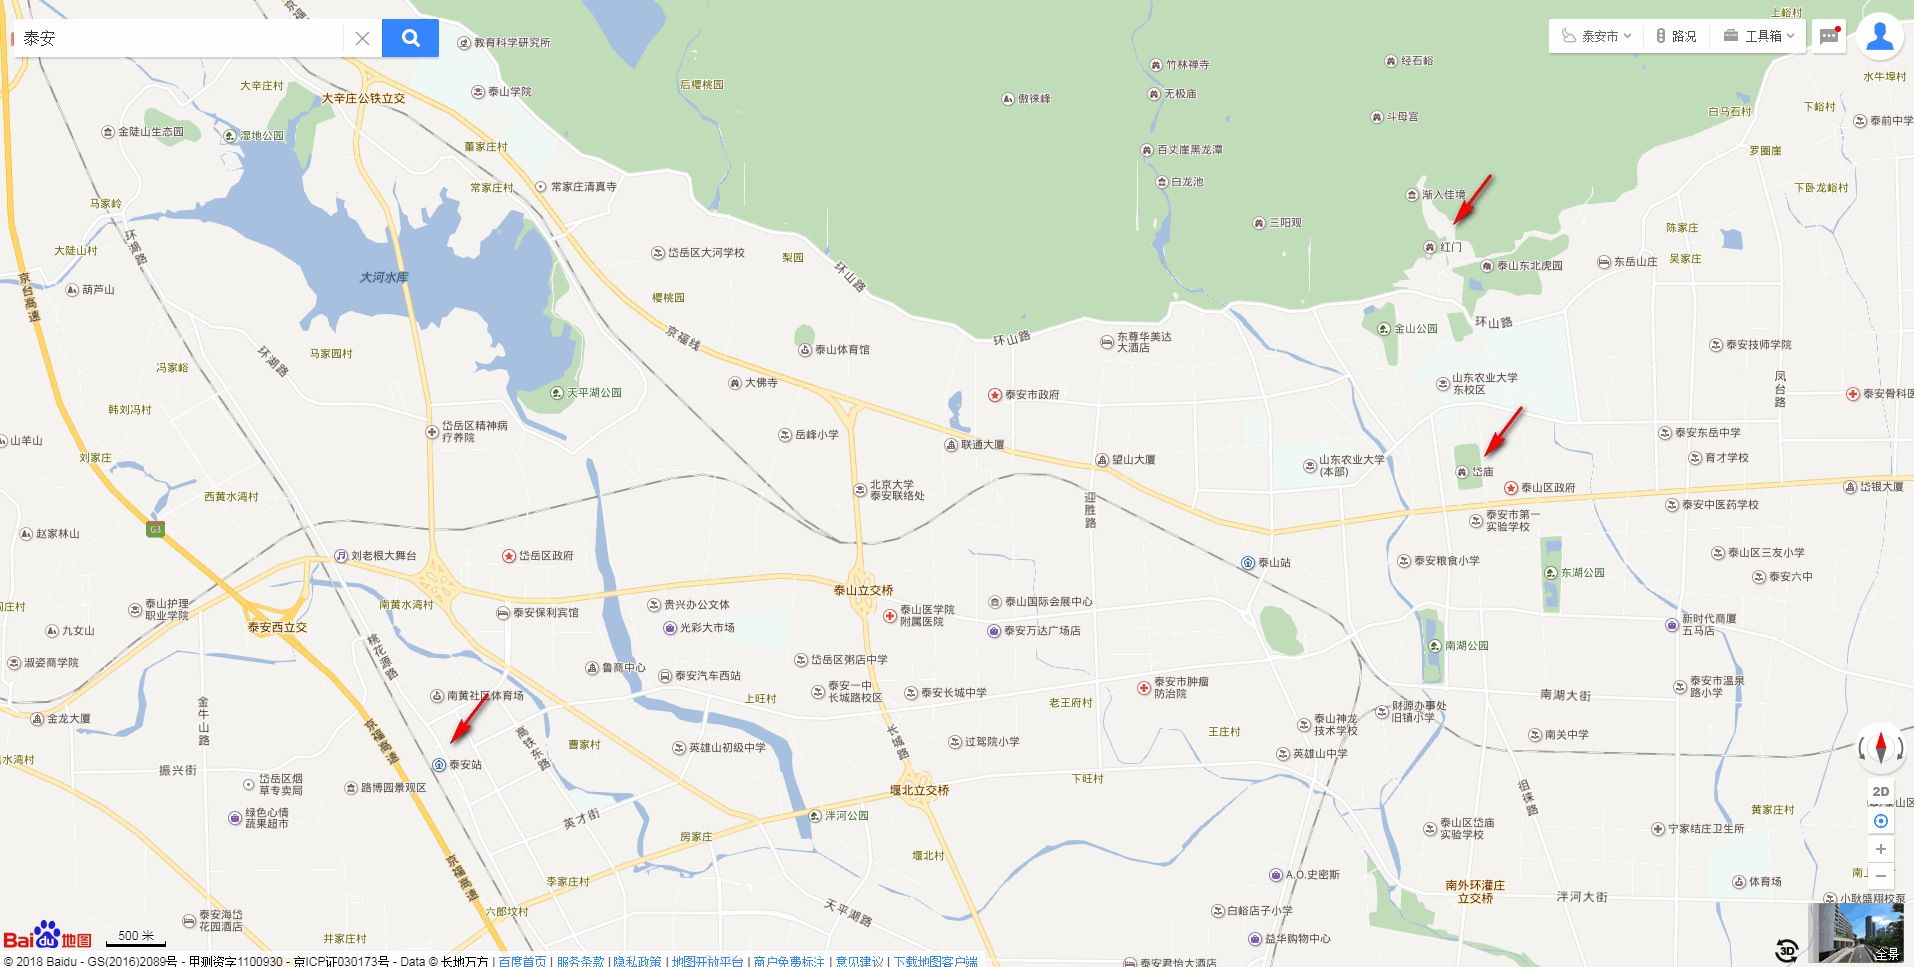 泰安
泰安市
路况
工具箱
上峪村
教育科学研究所
泰山学院
大辛庄村
大辛庄公铁立交
后樱桃园
傲徕峰
竹林禅寺
无极庙
经石峪
斗母宫
水牛埠村
白马石村
下峪村
泰前中学
金陡山生态园
湿地公园
董家庄村
常家庄村
常家庄清真寺
百丈崖黑龙潭
白龙池
罗圈崖
下卧龙峪村
渐入佳境
马家岭
环湖路
大陡山村
三阳观
陈家庄
红门
岱岳区大河学校
梨园
环山路
泰山东北虎园
东岳山庄
吴家庄
京台高速
葫芦山
大河水库
樱桃园
京福线
环山路
东尊华美达
大酒店
金山公园
环山路
马家园村
环湖路
冯家峪
泰山体育馆
泰安技师学院
大佛寺
天平湖公园
泰安市政府
山东农业大学
东校区
凤台路
泰安骨科医
韩刘冯村
山羊山
岱岳区精神病
疗养院
岳峰小学
联通大厦
望山大厦
泰安东岳中学
刘家庄
山东农业大学
(本部)
岱庙
育才学校
西黄水湾村
北京大学
泰安联络处
迎胜路
泰山区政府
岱银大厦
泰安中医药学校
泰安市第一
实验学校
G3
赵家林山
刘老根大舞台
岱岳区政府
泰山站
泰安粮食小学
泰山区三友小学
东湖公园
泰安六中
泰山立交桥
南黄水湾村
泰山护理
职业学院
泰安保利宾馆
贵兴办公文体
光彩大市场
泰山医学院
附属医院
泰山国际会展中心
泰安万达广场店
新时代商厦
五马店
泰安西立交
九女山
淑姿商学院
桃花源路
鲁商中心
岱岳区粥店中学
南湖公园
泰安汽车西站
泰安一中
长城路校区
泰安长城中学
泰安市肿瘤
防治院
泰安市温泉
路小学
南湖大街
南黄社区体育场
上旺村
老王府村
财源办事处
旧镇小学
金牛山路
金龙大厦
京福高速
高铁东路
曹家村
英雄山初级中学
长城路
过驾院小学
王庄村
泰山神龙
技术学校
英雄山中学
南关中学
振兴街
岱岳区烟
草专卖局
路博园景观区
泰安站
下旺村
堰北立交桥
徂徕路
2D
黄家庄村
绿色心情
蔬果超市
英才街
泮河公园
房家庄
泰山区岱庙
实验学校
宁家结庄卫生所
京福高速
堰北村
李家庄村
A.O.史密斯
南外环灌庄
立交桥
体育场
泮河大街
小耿盛翔校泵
六郎坟村
天平湖路
白峪店子小学
泰安海岱
花园酒店
井家庄村
益华购物中心
泰安君怡大酒店
Baidu地图
500 米
3D
全景
© 2018 Baidu - GS(2016)2089号 - 甲测资字1100930 - 京ICP证030173号 - Data © 长地万方 | 百度首页 | 服务条款 | 隐私政策 | 地图开放平台 | 商户免费标注 | 意见建议 | 下载地图客户端